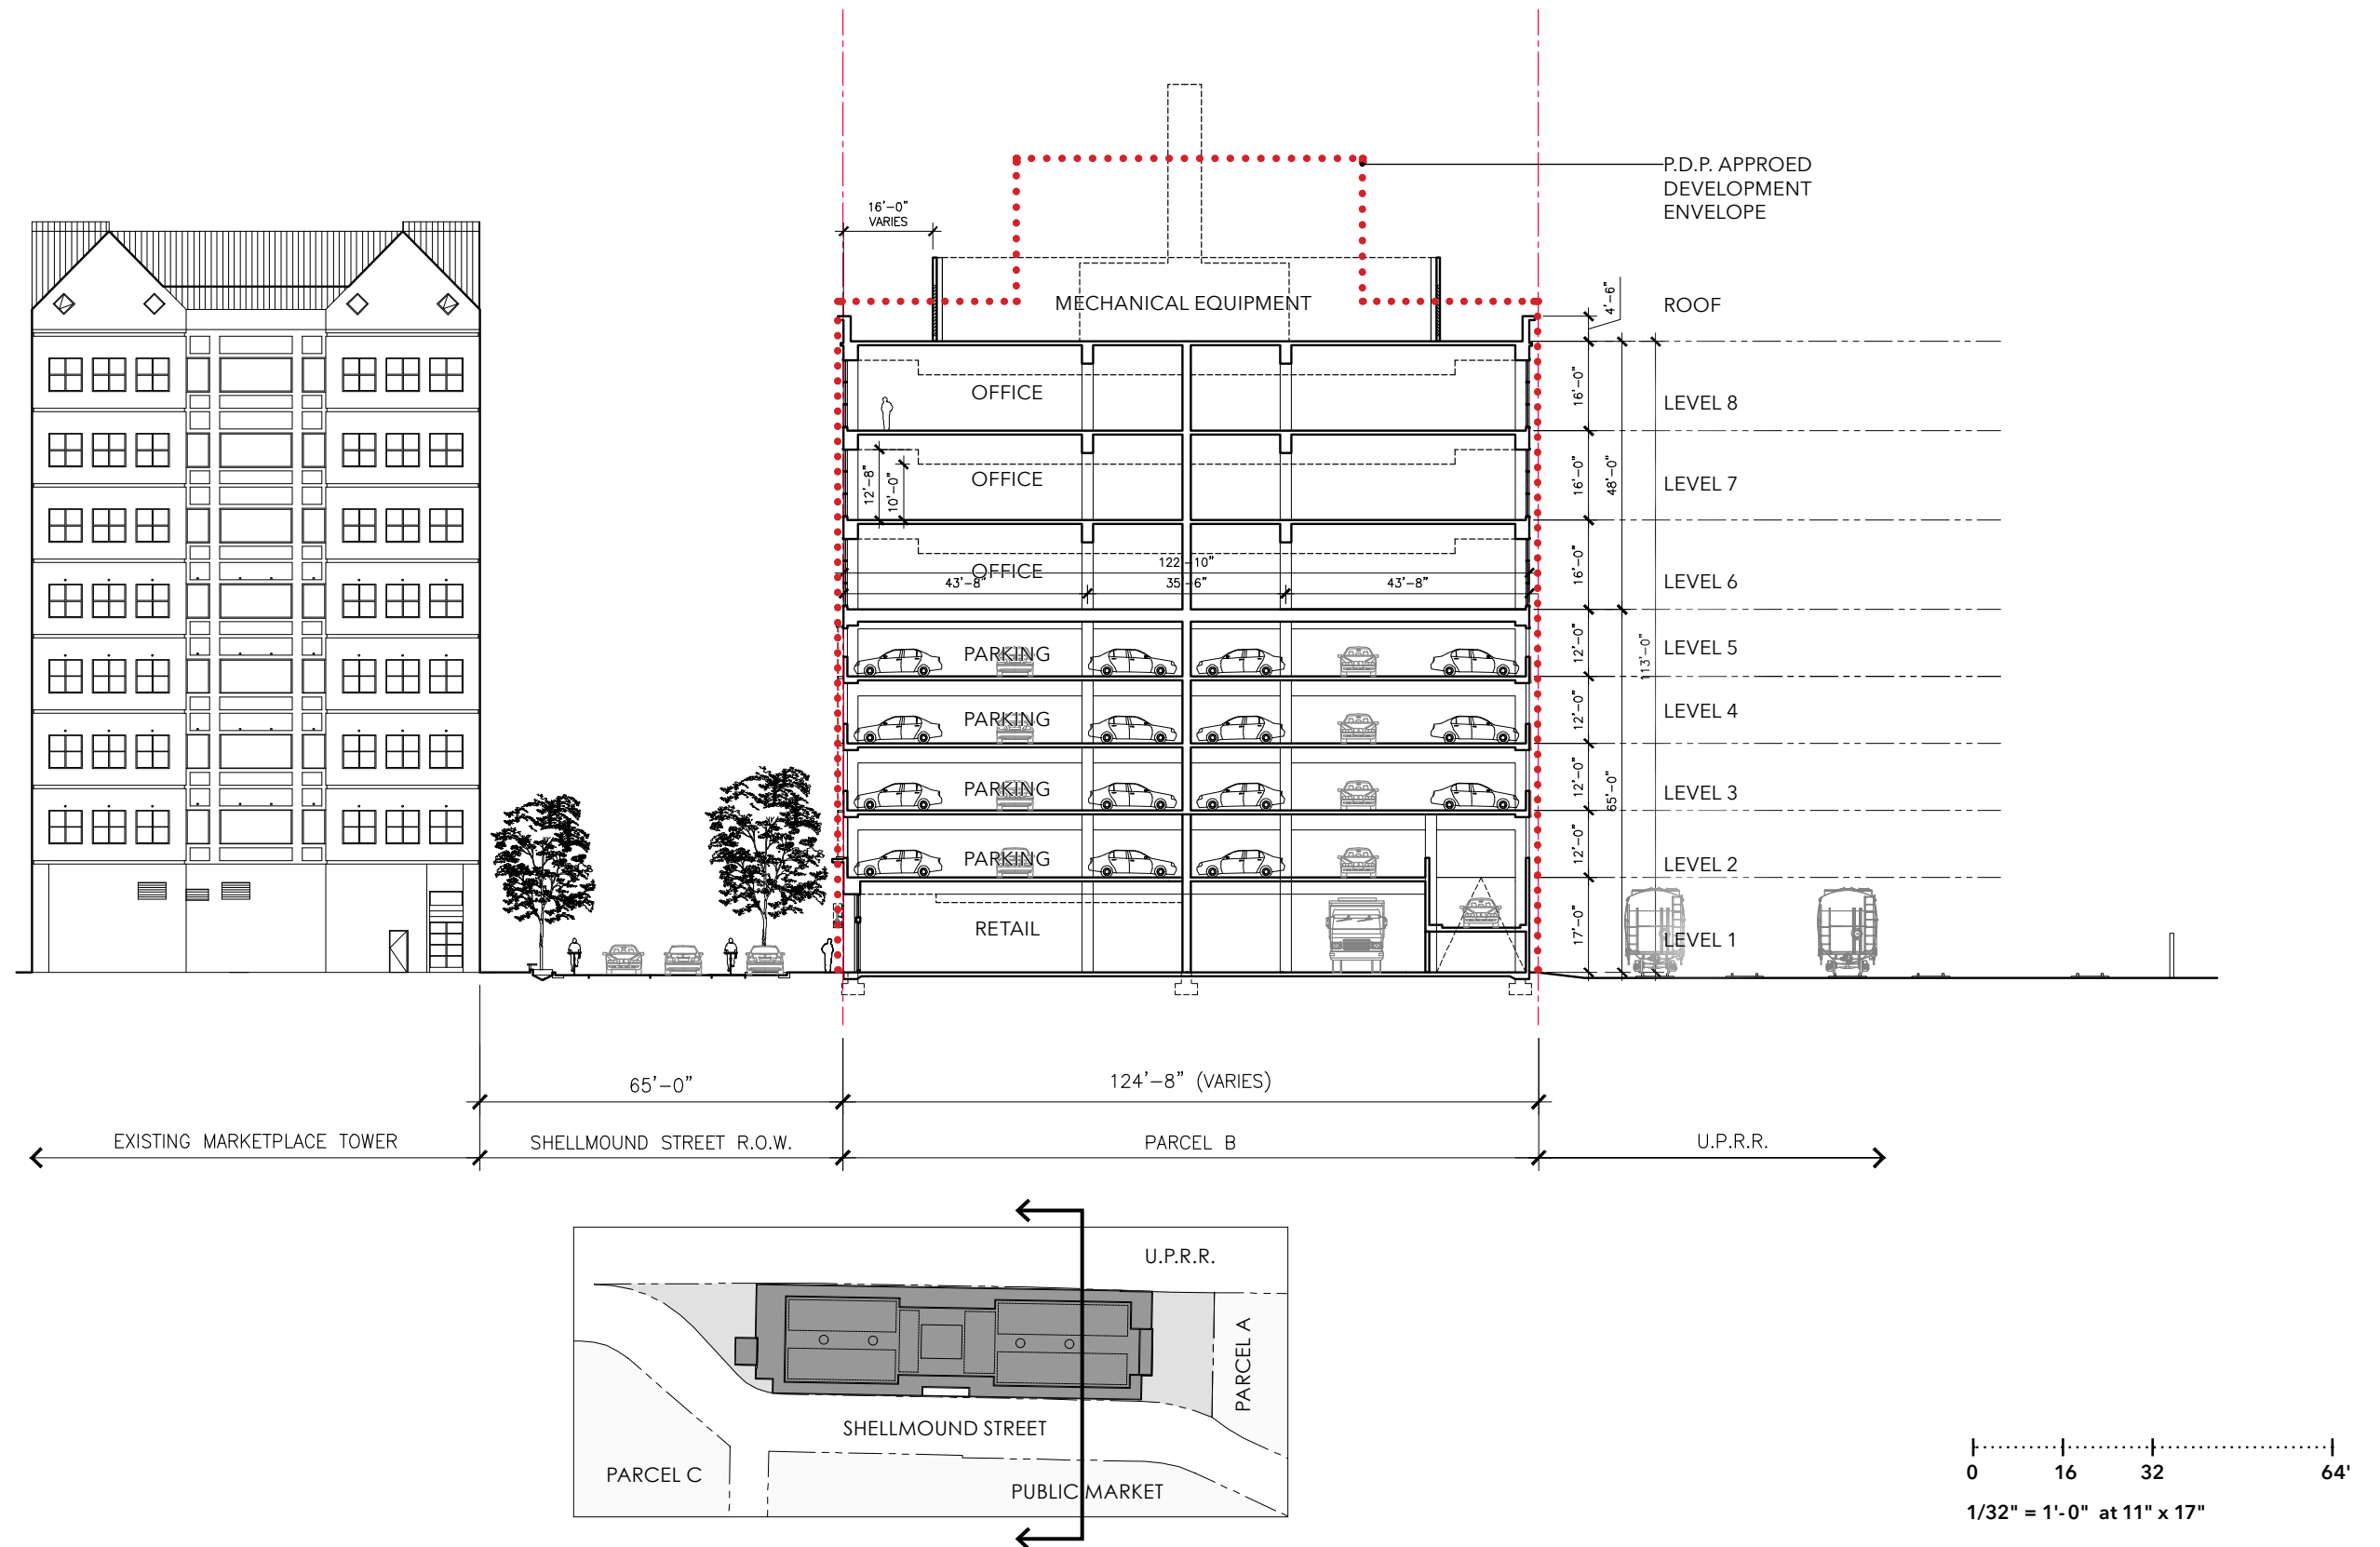 P.D.P. APPROED
DEVELOPMENT
ENVELOPE
16'-0"
VARIES
4'-6"
MECHANICAL EQUIPMENT
ROOF
OFFICE
16'-0"
LEVEL 8
12'-8"
10'-0"
OFFICE
16'-0"
48'-0"
LEVEL 7
122'-10"
OFFICE
43'-8"
35'-6"
43'-8"
16'-0"
LEVEL 6
PARKING
12'-0"
113'-0"
LEVEL 5
PARKING
12'-0"
LEVEL 4
PARKING
12'-0"
65'-0"
LEVEL 3
PARKING
12'-0"
LEVEL 2
RETAIL
17'-0"
LEVEL 1
65'-0"
124'-8" (VARIES)
EXISTING MARKETPLACE TOWER
SHELLMOUND STREET R.O.W.
PARCEL B
U.P.R.R.
U.P.R.R.
PARCEL A
SHELLMOUND STREET
PARCEL C
PUBLIC MARKET
0 16 32 64'
1/32" = 1'-0" at 11" x 17"